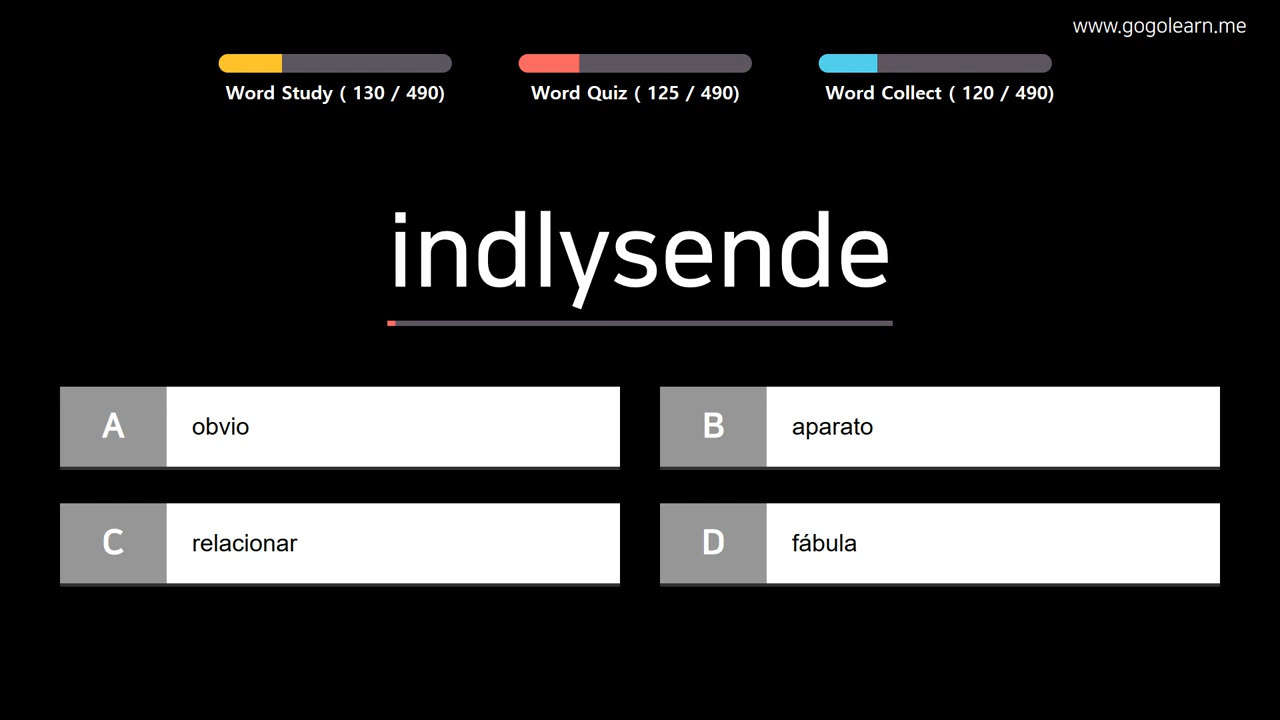 www.gogolearn.me
Word Study ( 130 / 490)
Word Quiz ( 125 / 490)
Word Collect ( 120 / 490)
indlysende
A
obvio
B
aparato
C
relacionar
D
fábula